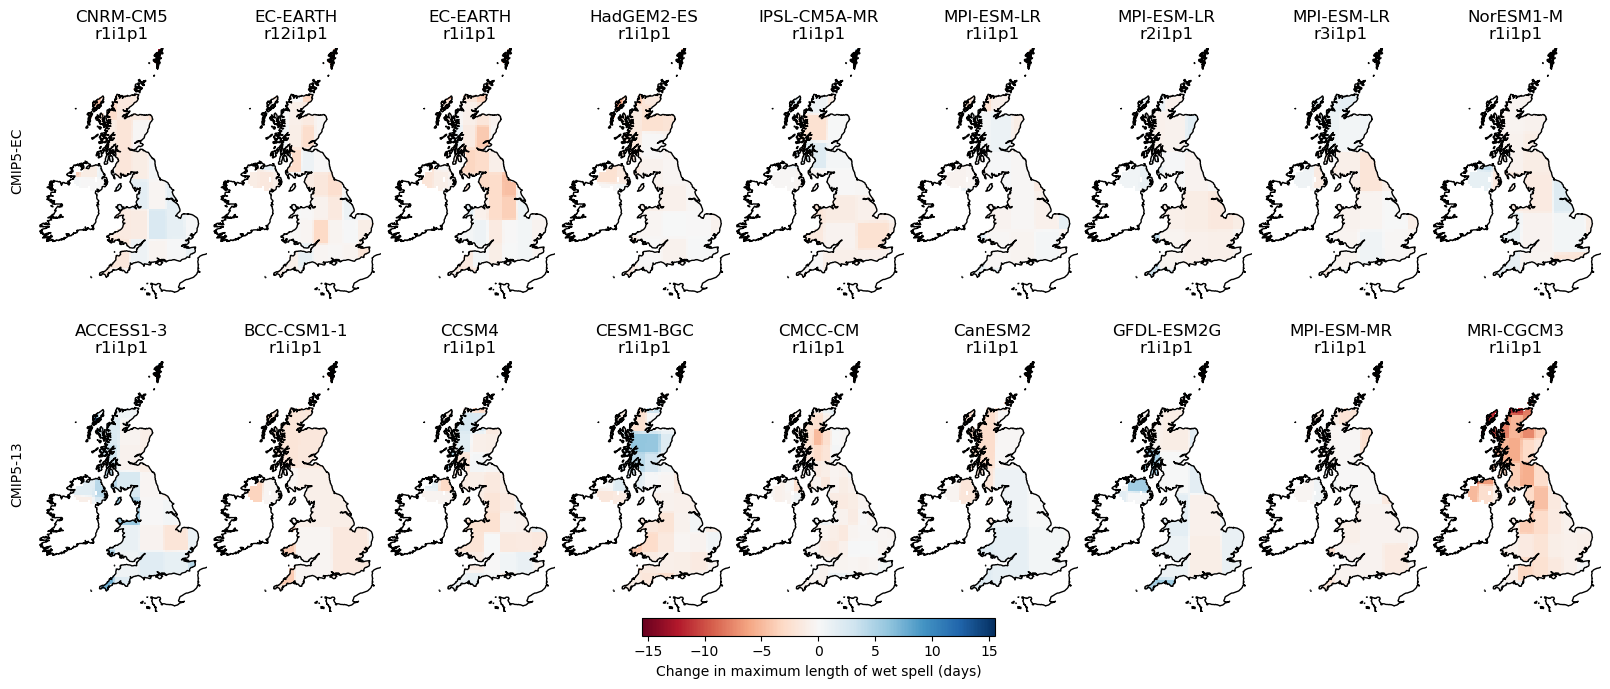 CNRM-CM5
r1i1p1
EC-EARTH
r12i1p1
EC-EARTH
r1i1p1
HadGEM2-ES
r1i1p1
IPSL-CM5A-MR
r1i1p1
MPI-ESM-LR
r1i1p1
MPI-ESM-LR
r2i1p1
MPI-ESM-LR
r3i1p1
NorESM1-M
r1i1p1
CMIP5-EC
ACCESS1-3
r1i1p1
BCC-CSM1-1
r1i1p1
CCSM4
r1i1p1
CESM1-BGC
r1i1p1
CMCC-CM
r1i1p1
CanESM2
r1i1p1
GFDL-ESM2G
r1i1p1
MPI-ESM-MR
r1i1p1
MRI-CGCM3
r1i1p1
CMIP5-13
−15 −10 −5 0 5 10 15
Change in maximum length of wet spell (days)